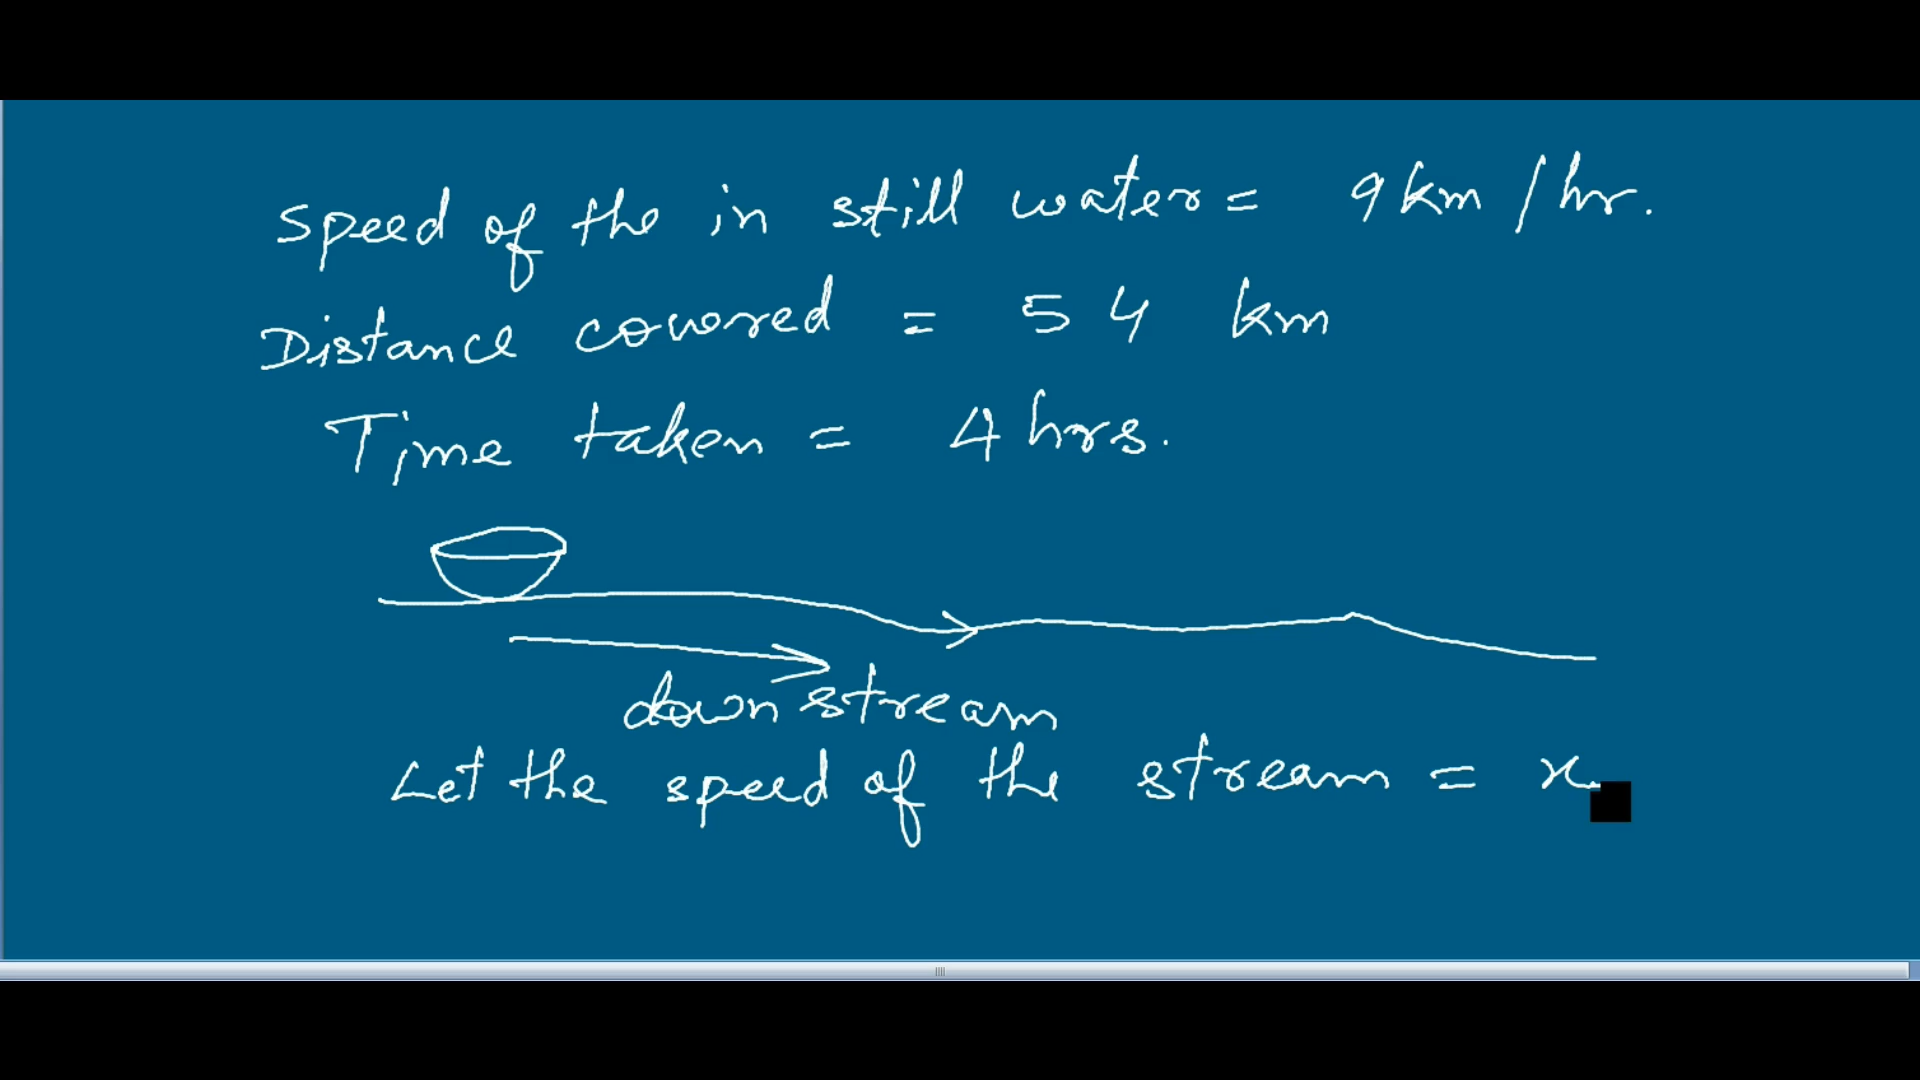 Speed of the in still water = 9 km/hr.
Distance covered = 54 km
Time taken = 4 hrs.
down stream
Let the speed of the stream = x